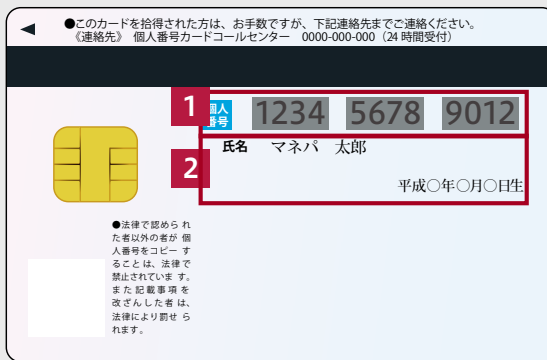 ●このカードを拾得された方は、お手数ですが、下記連絡先までご連絡ください。
《連絡先》 個人番号カードコールセンター 0000-000-000（24時間受付）
1
個人
番号
1234 5678 9012
2
氏名 マネパ 太郎
平成〇年〇月〇日生
●法律で認められ
た者以外の者が 個
人番号をコピー す
ることは、法律で
禁止されています。
また記載事項を
改ざんした者は、
法律により罰せら
れます。